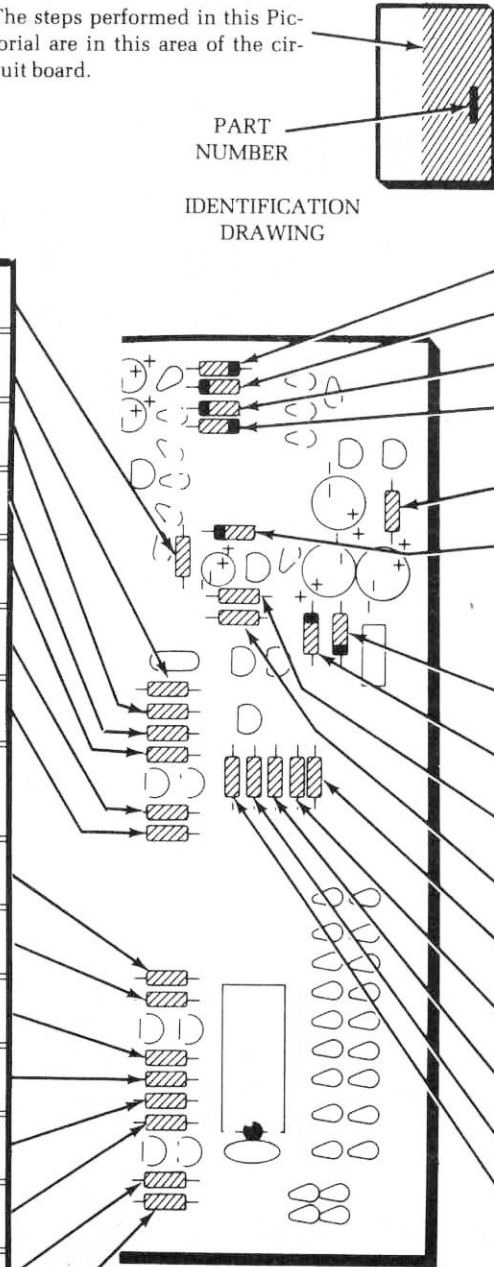 The steps performed in this Pic-
torial are in this area of the cir-
cuit board.
PART
NUMBER
IDENTIFICATION
DRAWING